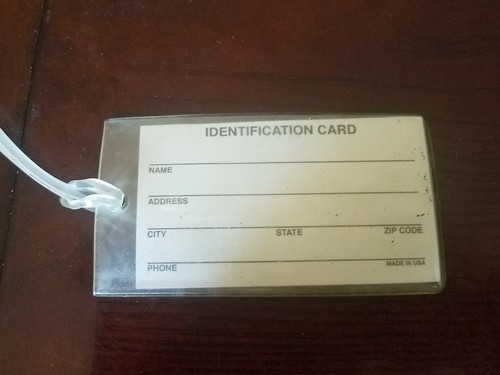 IDENTIFICATION CARD
NAME
ADDRESS
CITY STATE ZIP CODE
PHONE MADE IN USA